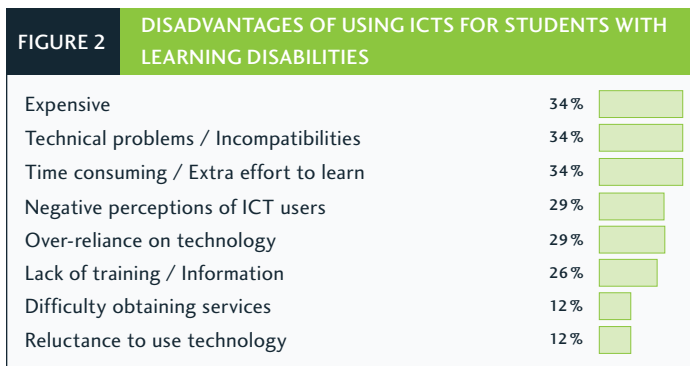 FIGURE 2
DISADVANTAGES OF USING ICTS FOR STUDENTS WITH
LEARNING DISABILITIES
Expensive 34%
Technical problems / Incompatibilities 34%
Time consuming / Extra effort to learn 34%
Negative perceptions of ICT users 29%
Over-reliance on technology 29%
Lack of training / Information 26%
Difficulty obtaining services 12%
Reluctance to use technology 12%